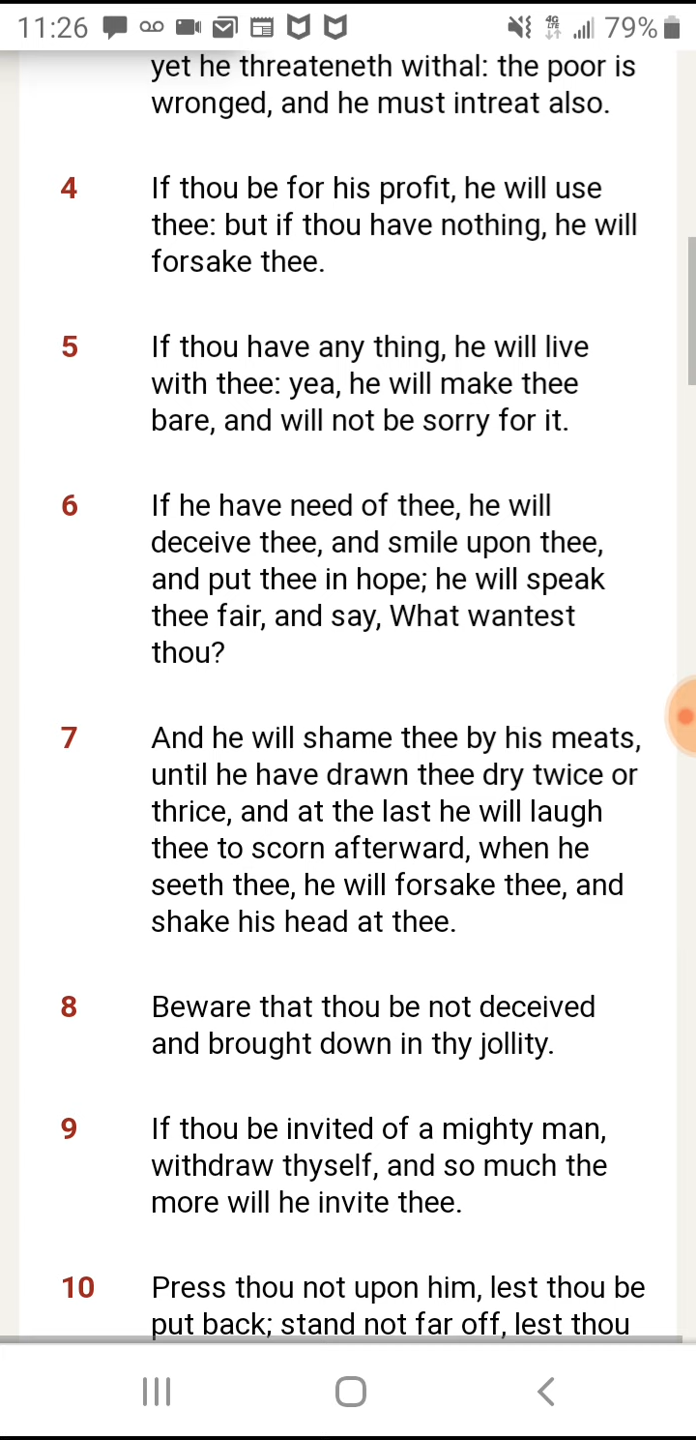 11:26
4G
LTE
79%
yet he threateneth withal: the poor is
wronged, and he must intreat also.
4 If thou be for his profit, he will use
thee: but if thou have nothing, he will
forsake thee.
5 If thou have any thing, he will live
with thee: yea, he will make thee
bare, and will not be sorry for it.
6 If he have need of thee, he will
deceive thee, and smile upon thee,
and put thee in hope; he will speak
thee fair, and say, What wantest
thou?
7 And he will shame thee by his meats,
until he have drawn thee dry twice or
thrice, and at the last he will laugh
thee to scorn afterward, when he
seeth thee, he will forsake thee, and
shake his head at thee.
8 Beware that thou be not deceived
and brought down in thy jollity.
9 If thou be invited of a mighty man,
withdraw thyself, and so much the
more will he invite thee.
10 Press thou not upon him, lest thou be
put back; stand not far off, lest thou